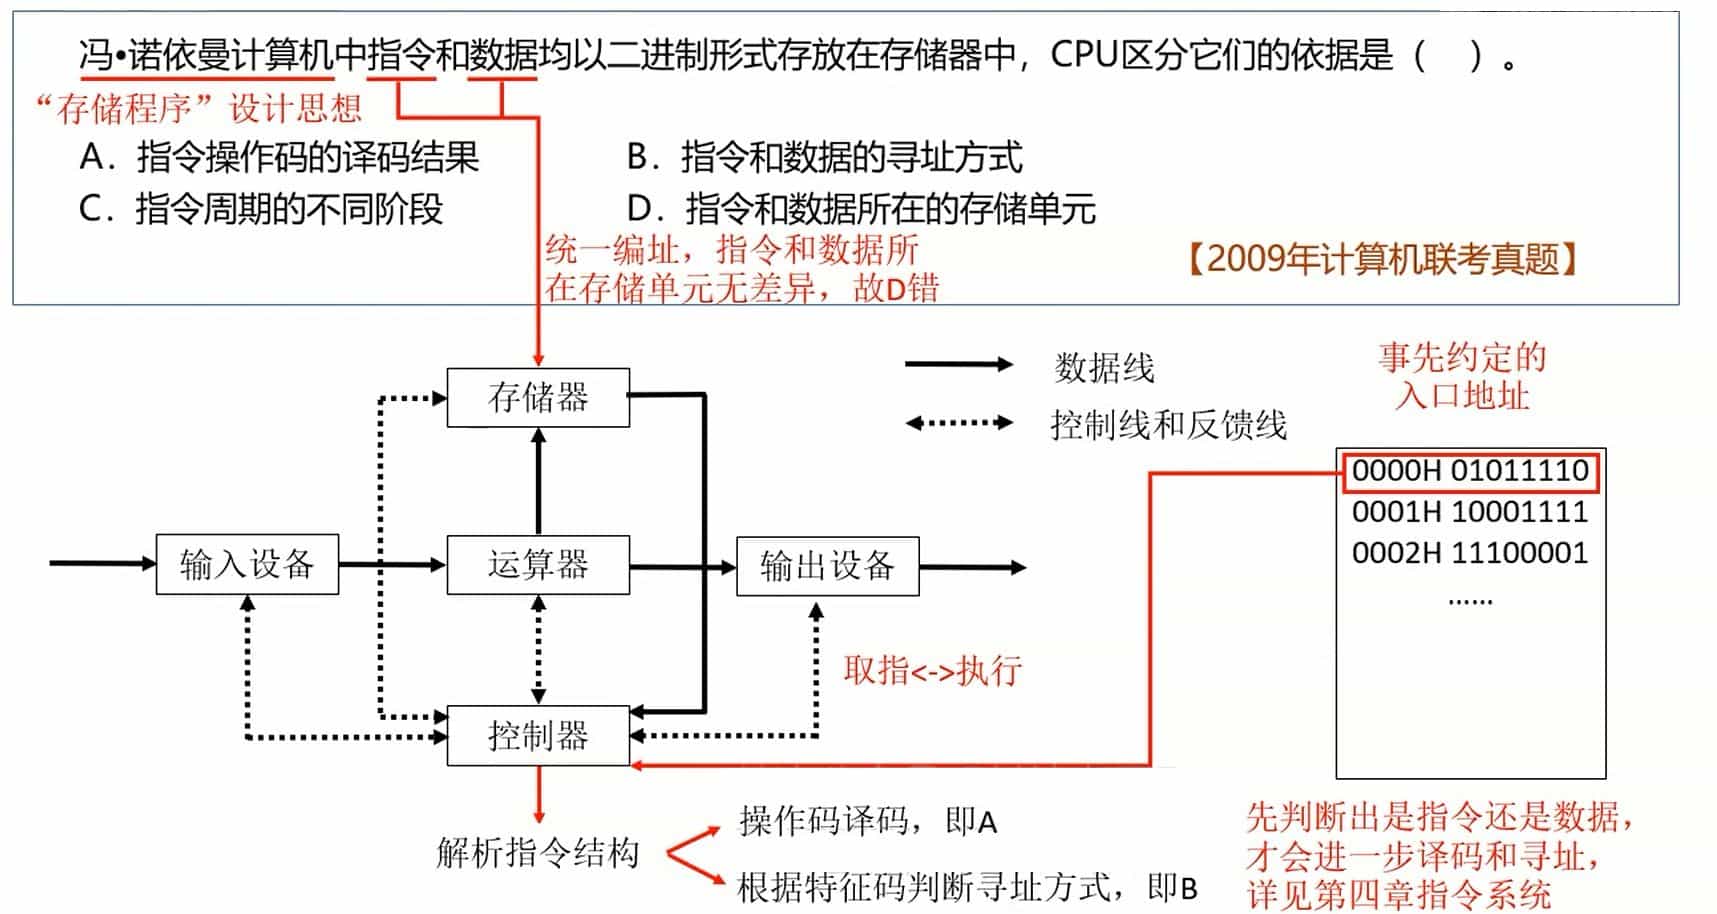 冯•诺依曼计算机中指令和数据均以二进制形式存放在存储器中，CPU区分它们的依据是（　）。
“存储程序”设计思想
A．指令操作码的译码结果
B．指令和数据的寻址方式
C．指令周期的不同阶段
D．指令和数据所在的存储单元
统一编址，指令和数据所
在存储单元无差异，故D错
【2009年计算机联考真题】
存储器
数据线
控制线和反馈线
事先约定的
入口地址
0000H 01011110
0001H 10001111
0002H 11100001
……
输入设备
运算器
输出设备
取指<->执行
控制器
解析指令结构
操作码译码，即A
根据特征码判断寻址方式，即B
先判断出是指令还是数据，
才会进一步译码和寻址，
详见第四章指令系统